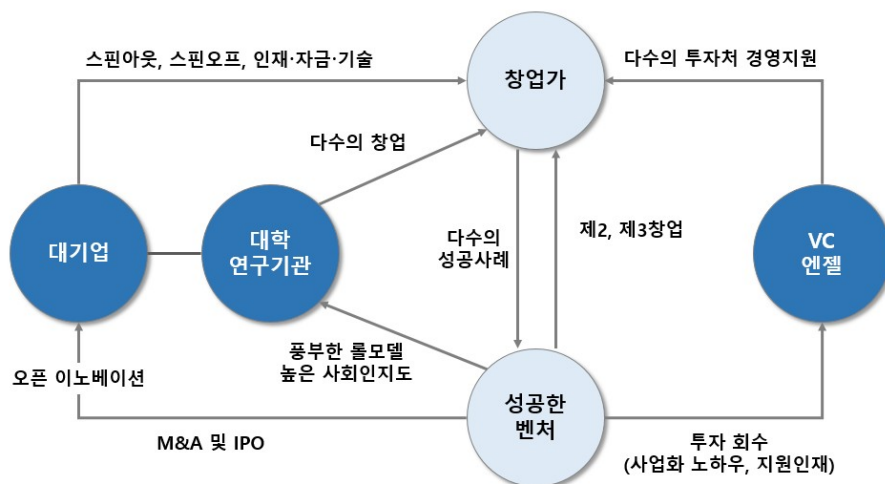 스핀아웃, 스핀오프, 인재·자금·기술
창업가
다수의 투자처 경영지원
다수의 창업
대기업
대학
연구기관
다수의
성공사례
제2, 제3창업
VC
엔젤
오픈 이노베이션
풍부한 롤모델
높은 사회인지도
성공한
벤처
M&A 및 IPO
투자 회수
(사업화 노하우, 지원인재)